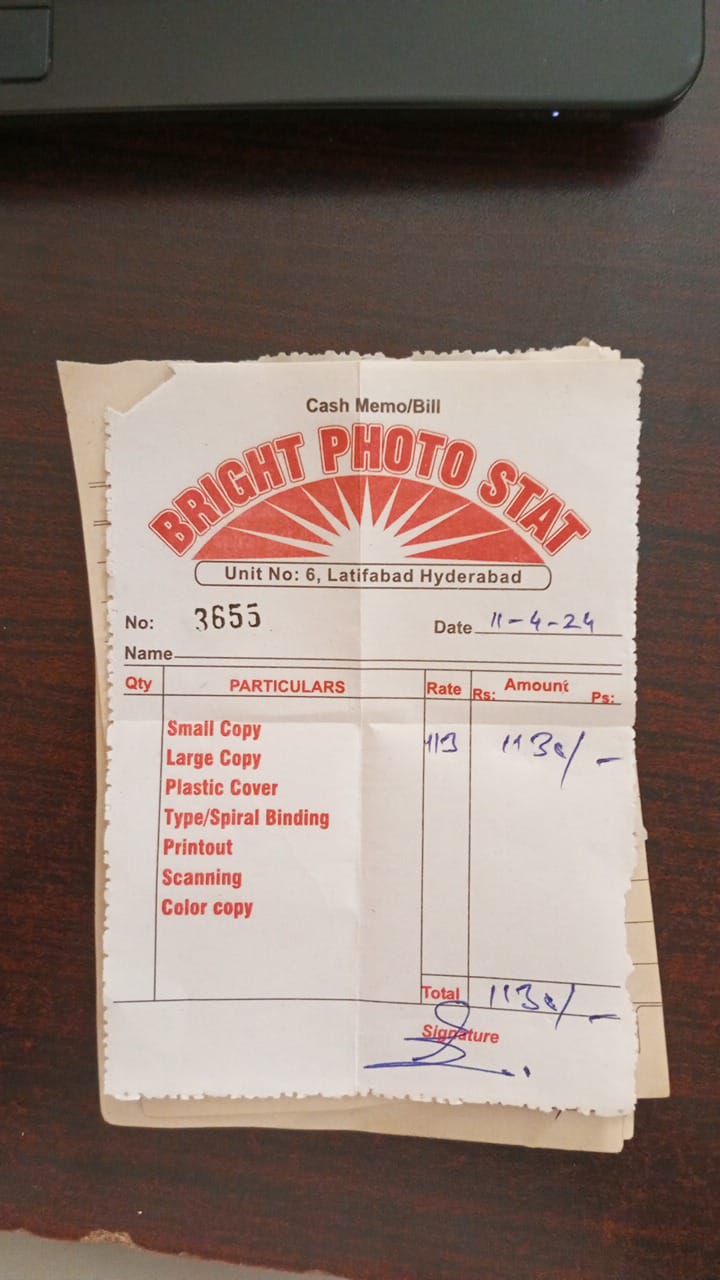 Cash Memo/Bill
BRIGHT PHOTO STAT
Unit No: 6, Latifabad Hyderabad
No: 3655 Date 11-4-24
Name
Qty PARTICULARS Rate Rs: Amount Ps:
Small Copy
Large Copy 113 1130/-
Plastic Cover
Type/Spiral Binding
Printout
Scanning
Color copy
Total 1130/-
Signature